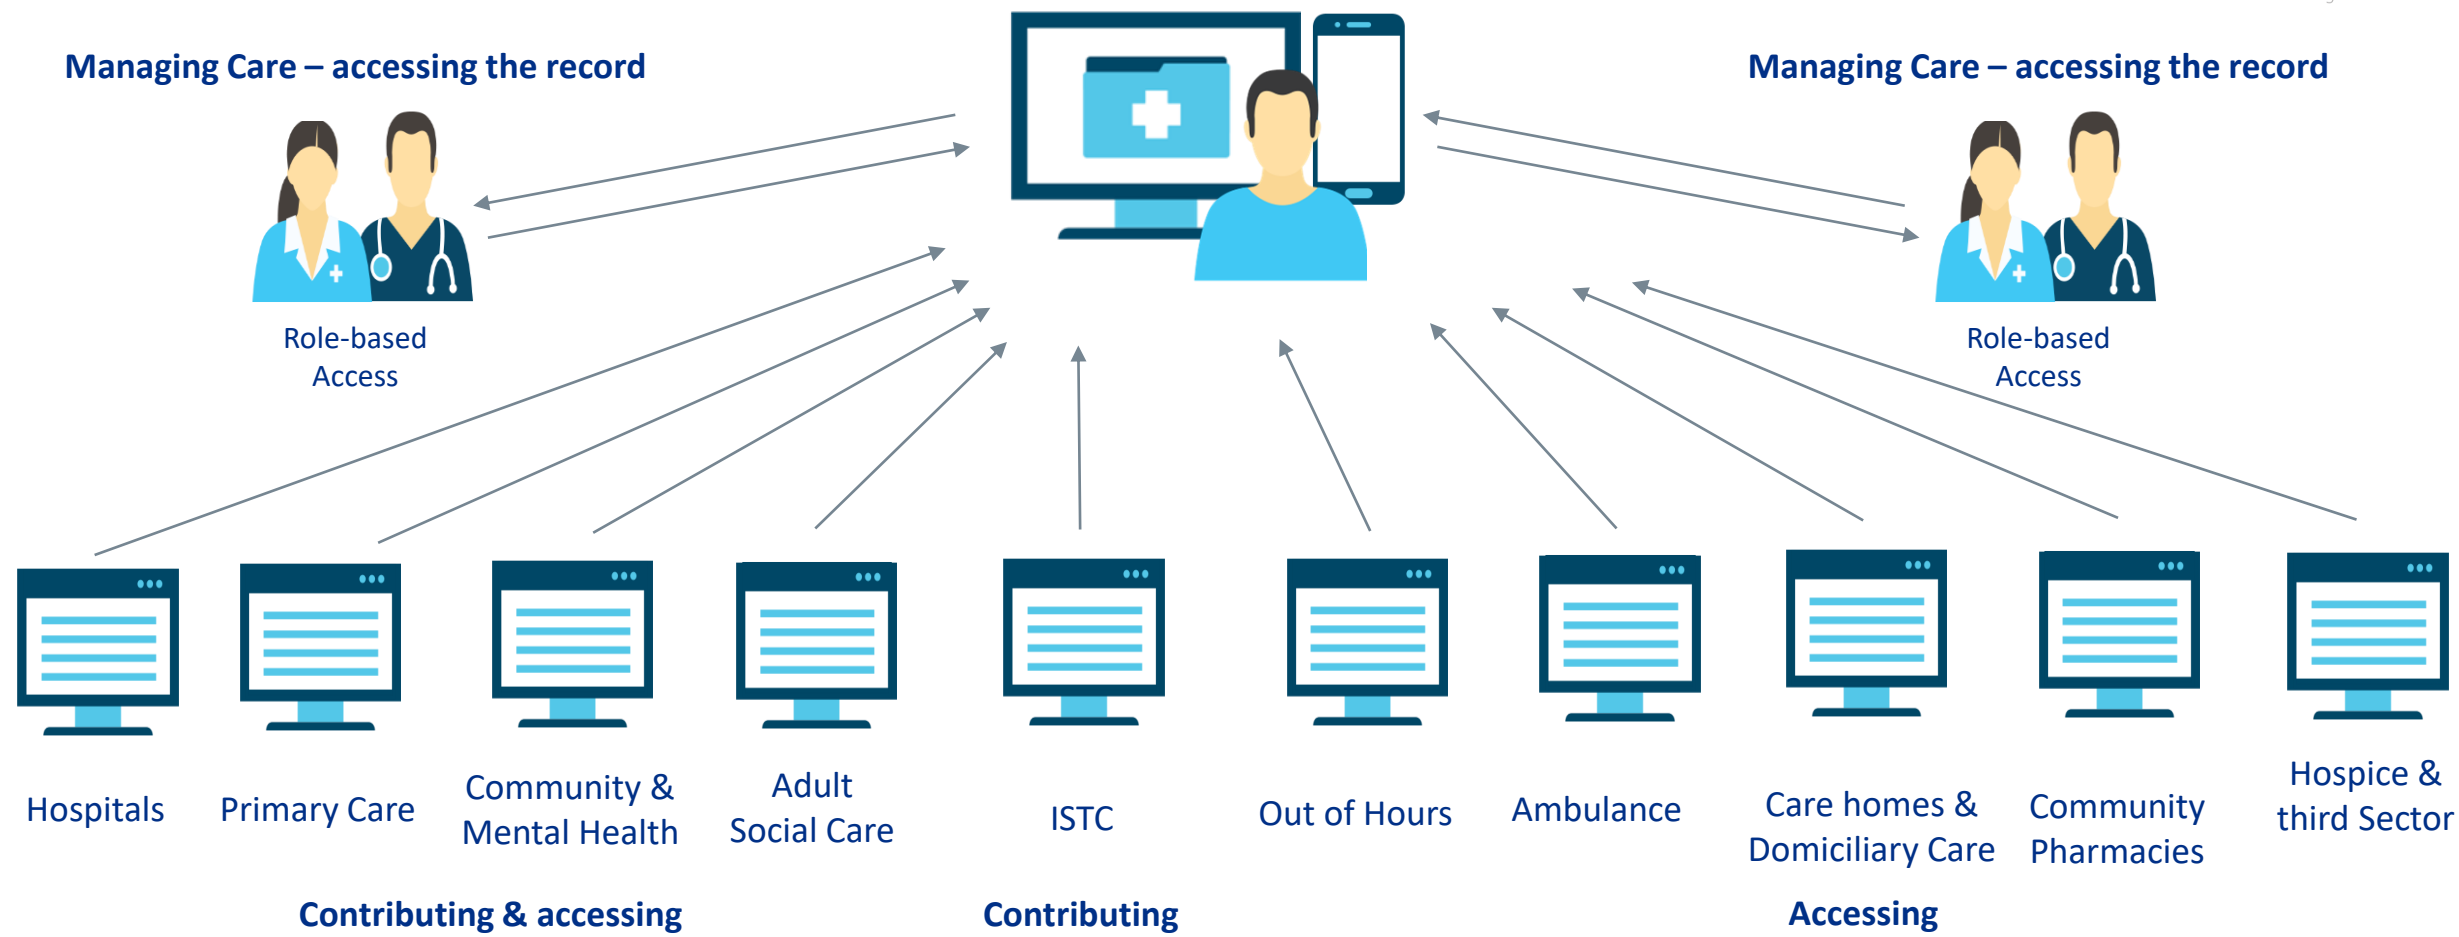 Managing Care – accessing the record
Managing Care – accessing the record
Role-based
Access
Role-based
Access
Hospitals
Primary Care
Community &
Mental Health
Adult
Social Care
ISTC
Out of Hours
Ambulance
Care homes &
Domiciliary Care
Community
Pharmacies
Hospice &
third Sector
Contributing & accessing
Contributing
Accessing